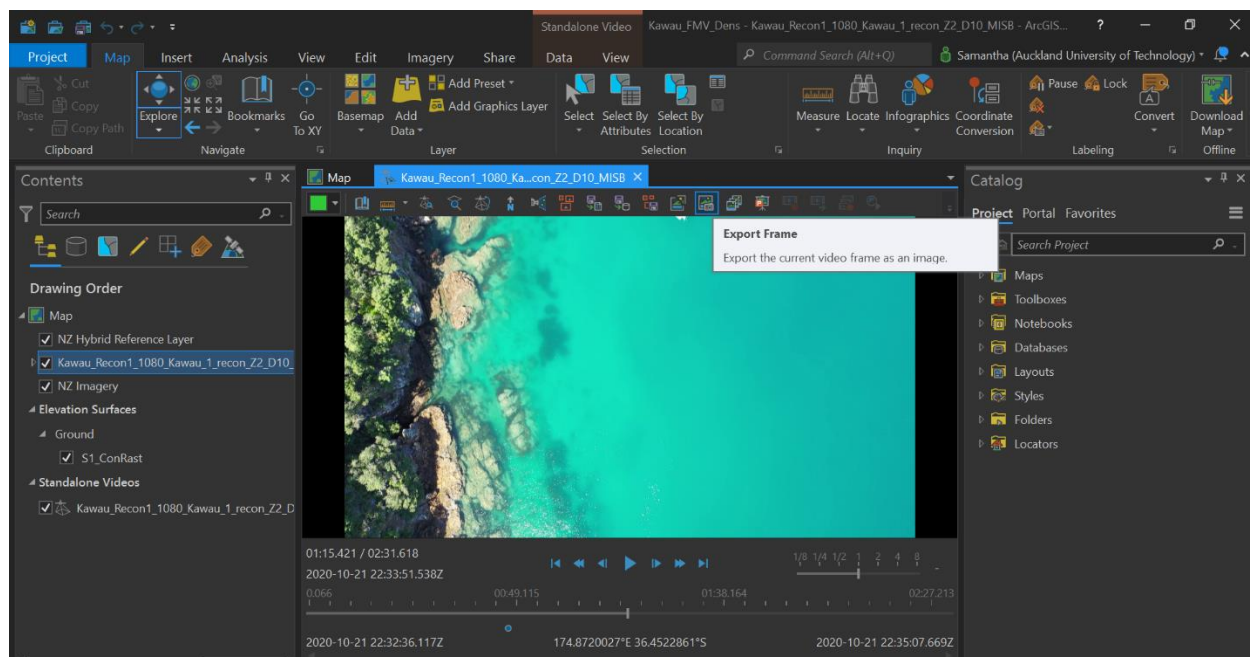 Standalone Video
Kawau_FMV_Dens - Kawau_Recon1_1080_Kawau_1_recon_Z2_D10_MISB - ArcGIS...
?
Project
Map
Insert
Analysis
View
Edit
Imagery
Share
Data
View
Command Search (Alt+Q)
Samantha (Auckland University of Technology)
Paste
Cut
Copy
Copy Path
Clipboard
Explore
Bookmarks
Go
To XY
Navigate
Basemap
Add
Data
Add Preset
Add Graphics Layer
Layer
Select
Select By
Attributes
Select By
Location
Selection
Measure
Locate
Infographics
Coordinate
Conversion
Inquiry
Pause
Lock
Convert
Labeling
Download
Map
Offline
Contents
Search
Drawing Order
Map
NZ Hybrid Reference Layer
Kawau_Recon1_1080_Kawau_1_recon_Z2_D10_
NZ Imagery
Elevation Surfaces
Ground
S1_ConRast
Standalone Videos
Kawau_Recon1_1080_Kawau_1_recon_Z2_D
Map
Kawau_Recon1_1080_Ka...con_Z2_D10_MISB
Export Frame
Export the current video frame as an image.
01:15.421 / 02:31.618
2020-10-21 22:33:51.538Z
1/8 1/4 1/2 1 2 4 8
0.066 00:49.115 01:38.164 02:27.213
2020-10-21 22:32:36.117Z 174.8720027°E 36.4522861°S 2020-10-21 22:35:07.669Z
Catalog
Project Portal Favorites
Search Project
Maps
Toolboxes
Notebooks
Databases
Layouts
Styles
Folders
Locators